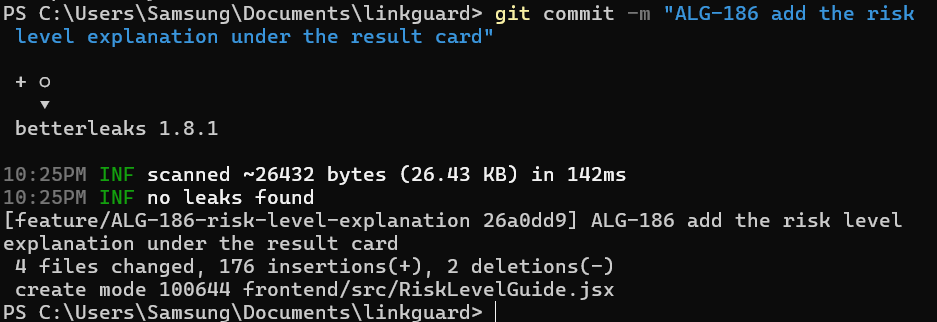 PS C:\Users\Samsung\Documents\linkguard> git commit -m "ALG-186 add the risk
level explanation under the result card"
+ o
▼
betterleaks 1.8.1
10:25PM INF scanned ~26432 bytes (26.43 KB) in 142ms
10:25PM INF no leaks found
[feature/ALG-186-risk-level-explanation 26a0dd9] ALG-186 add the risk level
explanation under the result card
4 files changed, 176 insertions(+), 2 deletions(-)
create mode 100644 frontend/src/RiskLevelGuide.jsx
PS C:\Users\Samsung\Documents\linkguard>